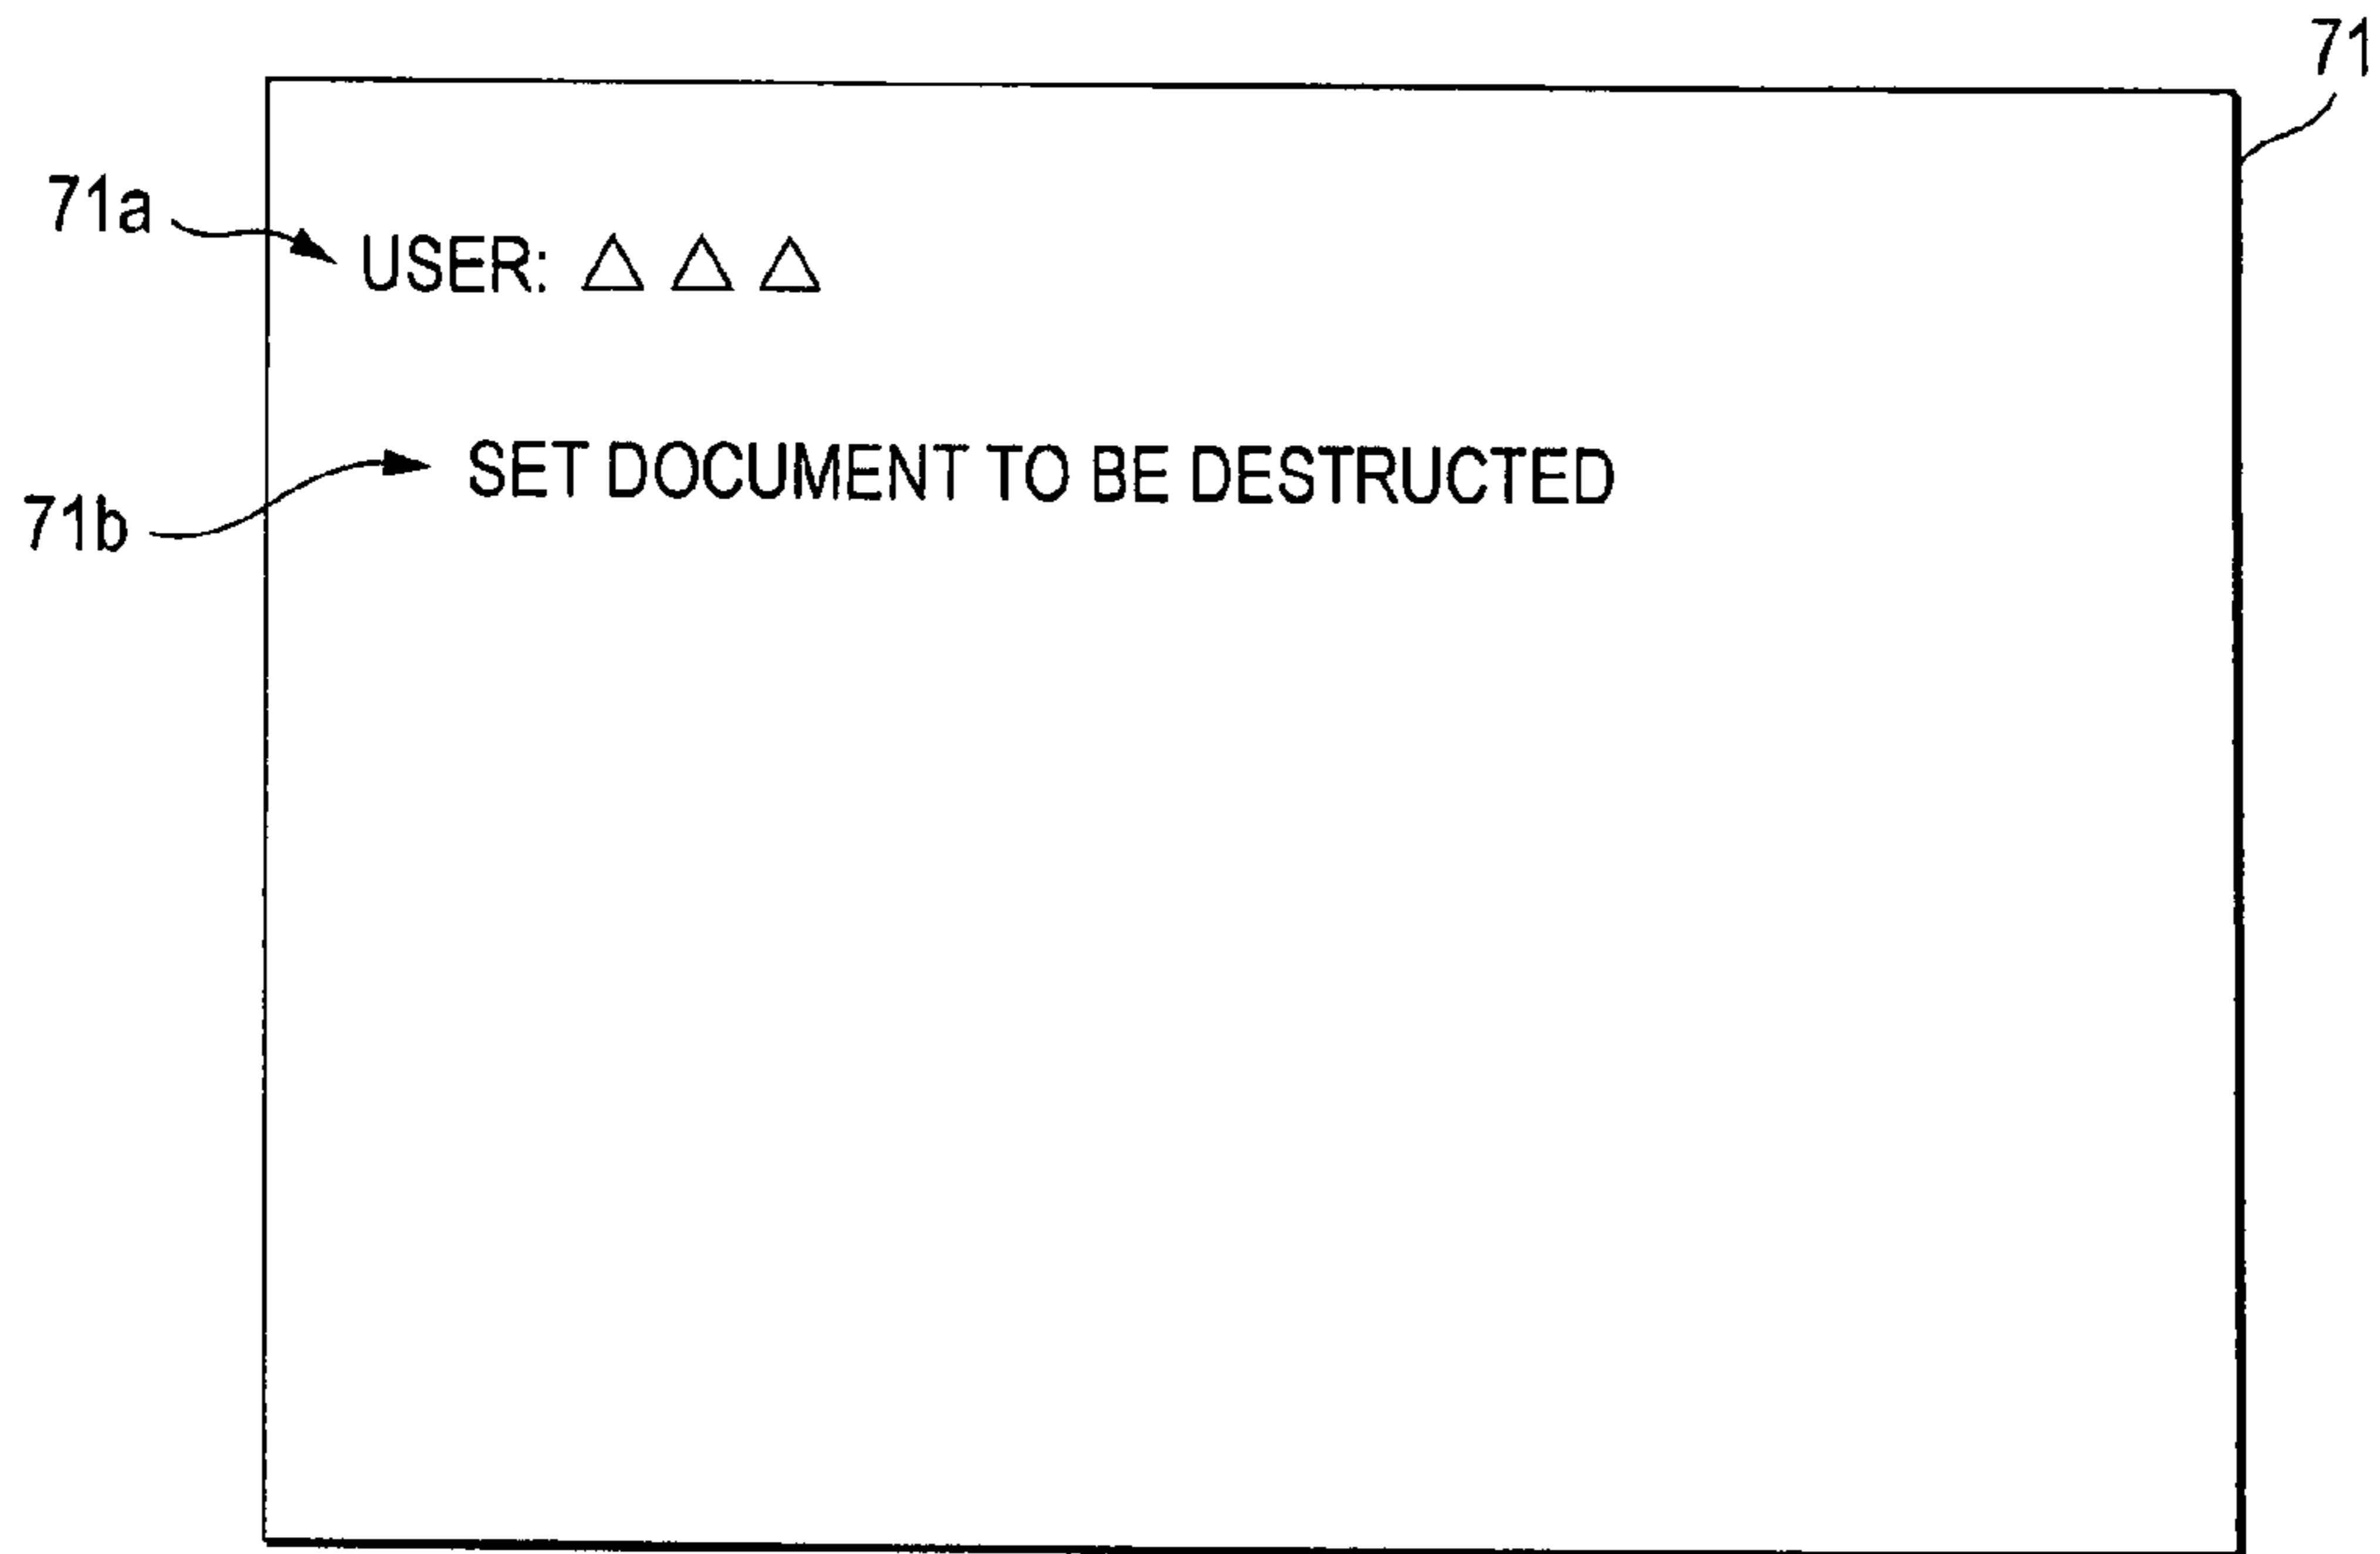 71
71a
USER: △ △ △
SET DOCUMENT TO BE DESTRUCTED
71b